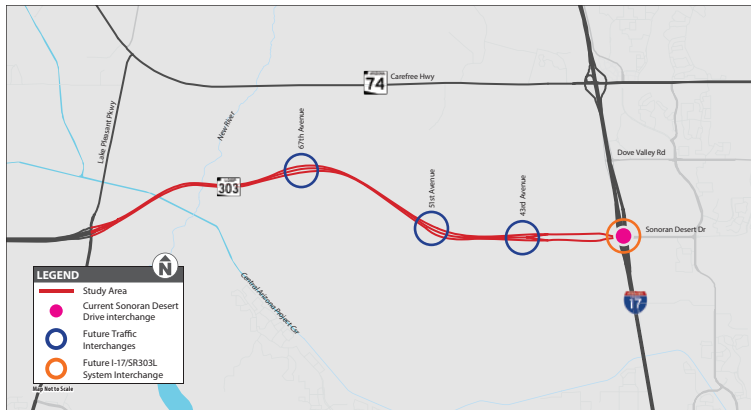 ARIZONA
74
Carefree Hwy
Lake Pleasant Pkwy
New River
67th Avenue
Dove Valley Rd
303
51st Avenue
43rd Avenue
Sonoran Desert Dr
Central Arizona Project Car
17
N
LEGEND
Study Area
Current Sonoran Desert
Drive interchange
Future Traffic
Interchanges
Future I-17/SR303L
System Interchange
Map Not to Scale